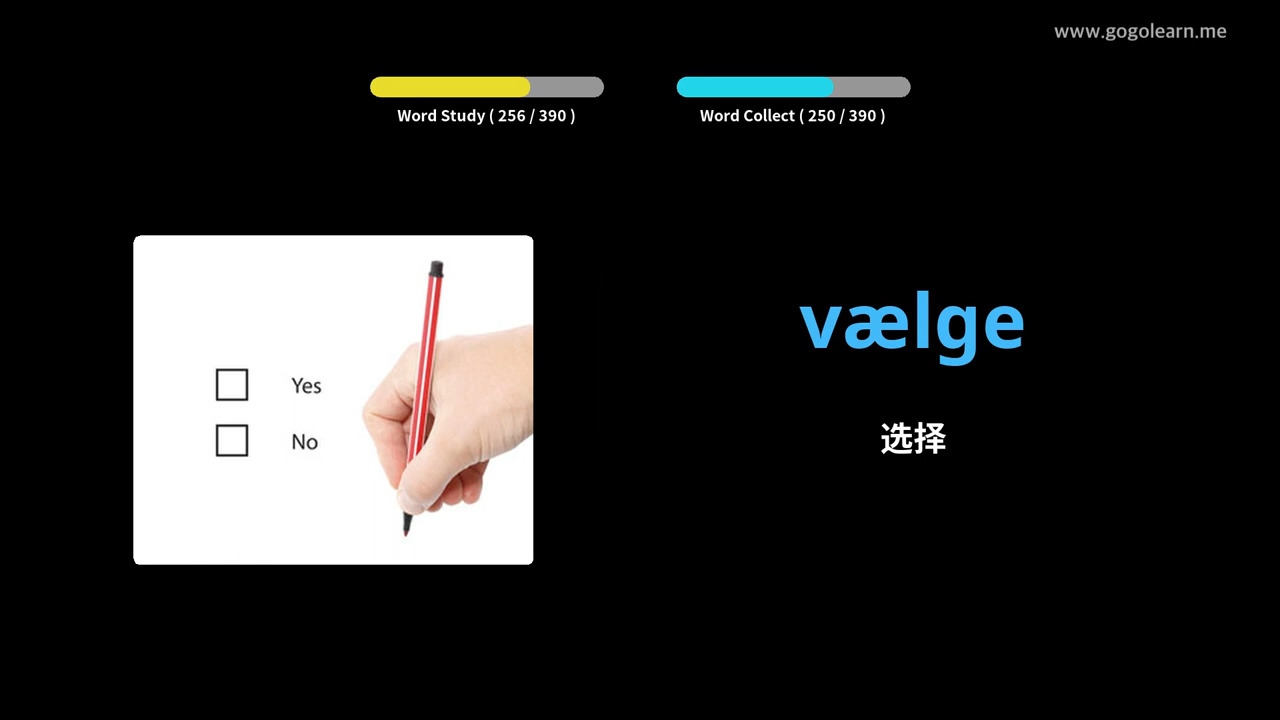 www.gogolearn.me
Word Study ( 256 / 390 )
Word Collect ( 250 / 390 )
Yes
No
vælge
选择